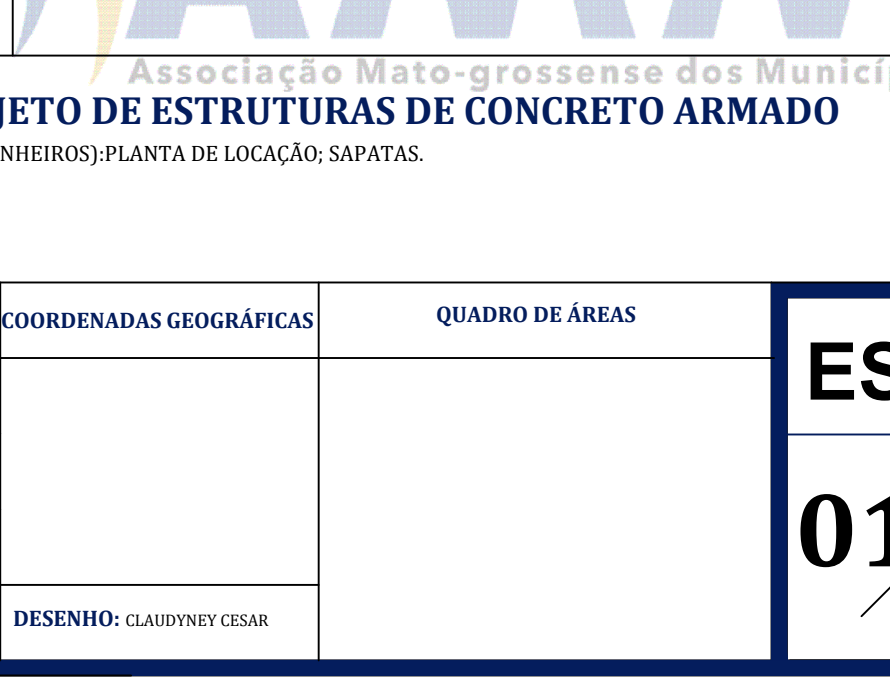 Associação Mato-grossense dos Municí
JETO DE ESTRUTURAS DE CONCRETO ARMADO
NHEIROS):PLANTA DE LOCAÇÃO; SAPATAS.
COORDENADAS GEOGRÁFICAS
QUADRO DE ÁREAS
ES
01
DESENHO: CLAUDYNEY CESAR